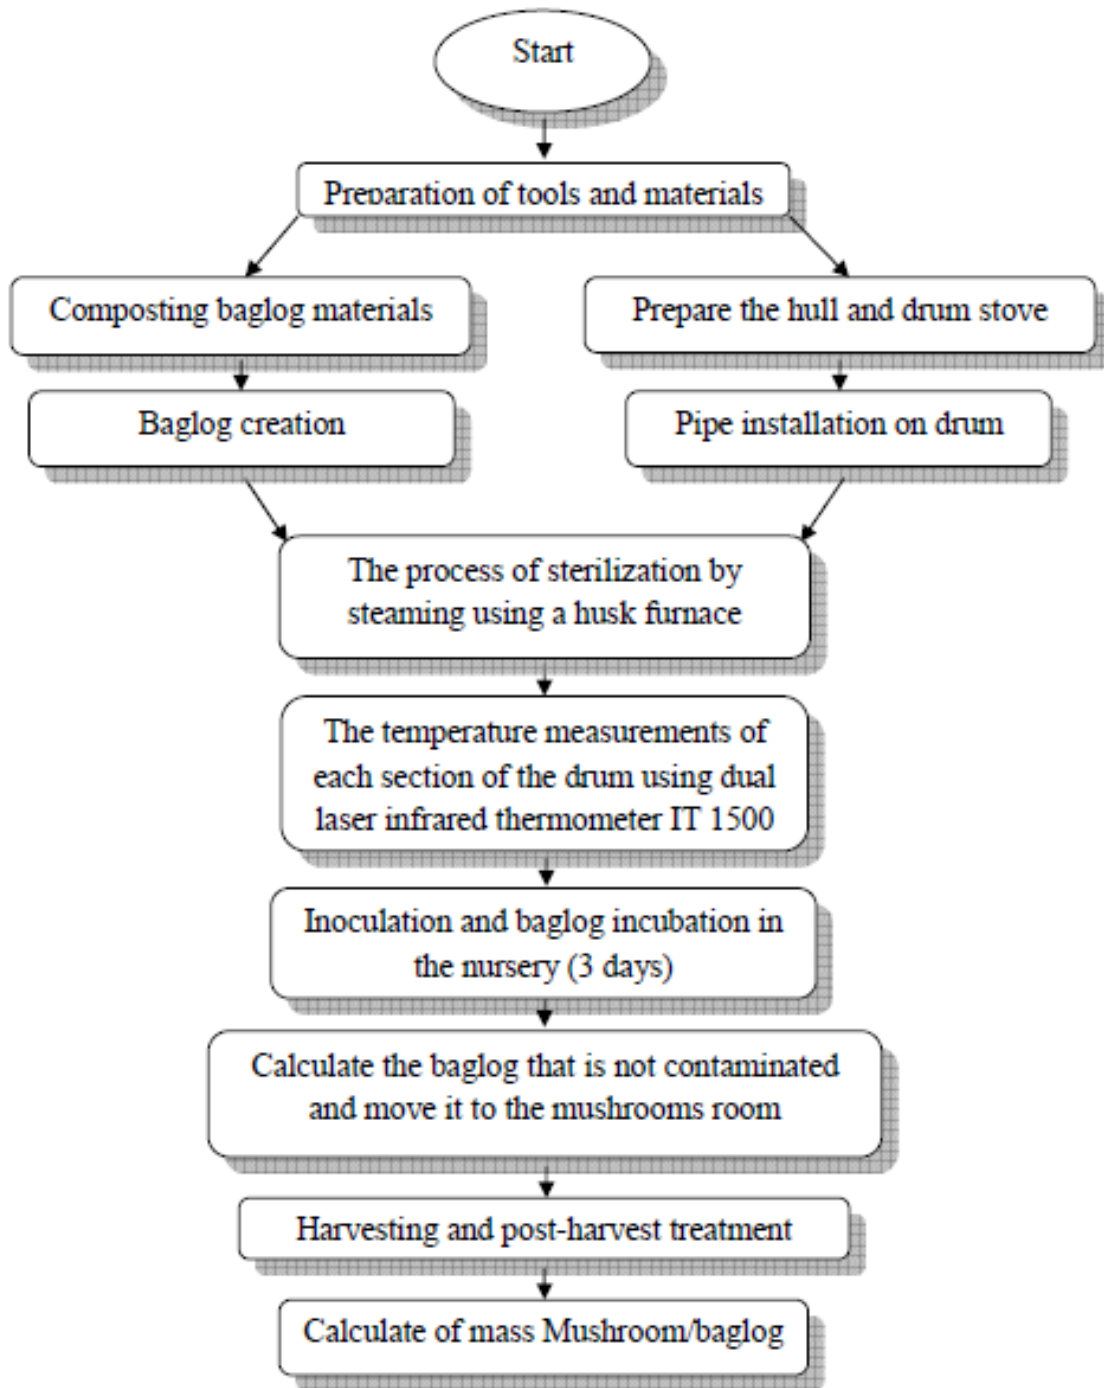 Start
Preparation of tools and materials
Composting baglog materials
Prepare the hull and drum stove
Baglog creation
Pipe installation on drum
The process of sterilization by
steaming using a husk furnace
The temperature measurements of
each section of the drum using dual
laser infrared thermometer IT 1500
Inoculation and baglog incubation in
the nursery (3 days)
Calculate the baglog that is not contaminated
and move it to the mushrooms room
Harvesting and post-harvest treatment
Calculate of mass Mushroom/baglog